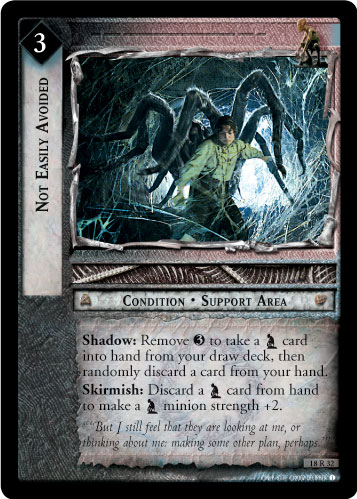 3
NOT EASILY AVOIDED
CONDITION • SUPPORT AREA
Shadow: Remove 3 to take a card
into hand from your draw deck, then
randomly discard a card from your hand.
Skirmish: Discard a card from hand
to make a minion strength +2.
"But I still feel that they are looking at me, or
thinking about me: making some other plan, perhaps."
18 R 32